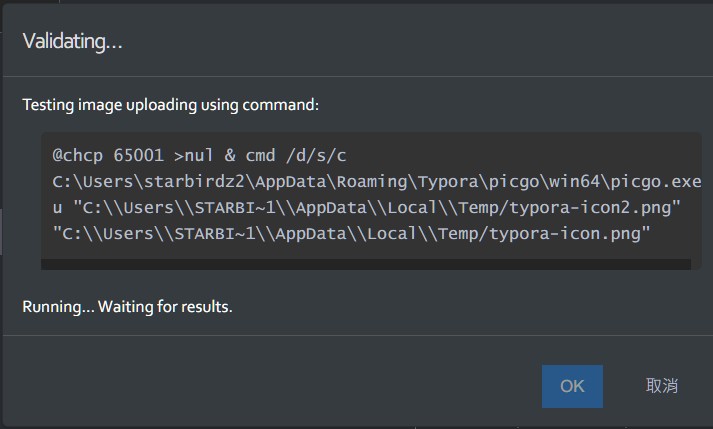 Validating...
Testing image uploading using command:
@chcp 65001 >nul & cmd /d/s/c
C:\Users\starbirdz2\AppData\Roaming\Typora\picgo\win64\picgo.exe
u "C:\\Users\\STARBI~1\\AppData\\Local\\Temp/typora-icon2.png"
"C:\\Users\\STARBI~1\\AppData\\Local\\Temp/typora-icon.png"
Running... Waiting for results.
OK
取消